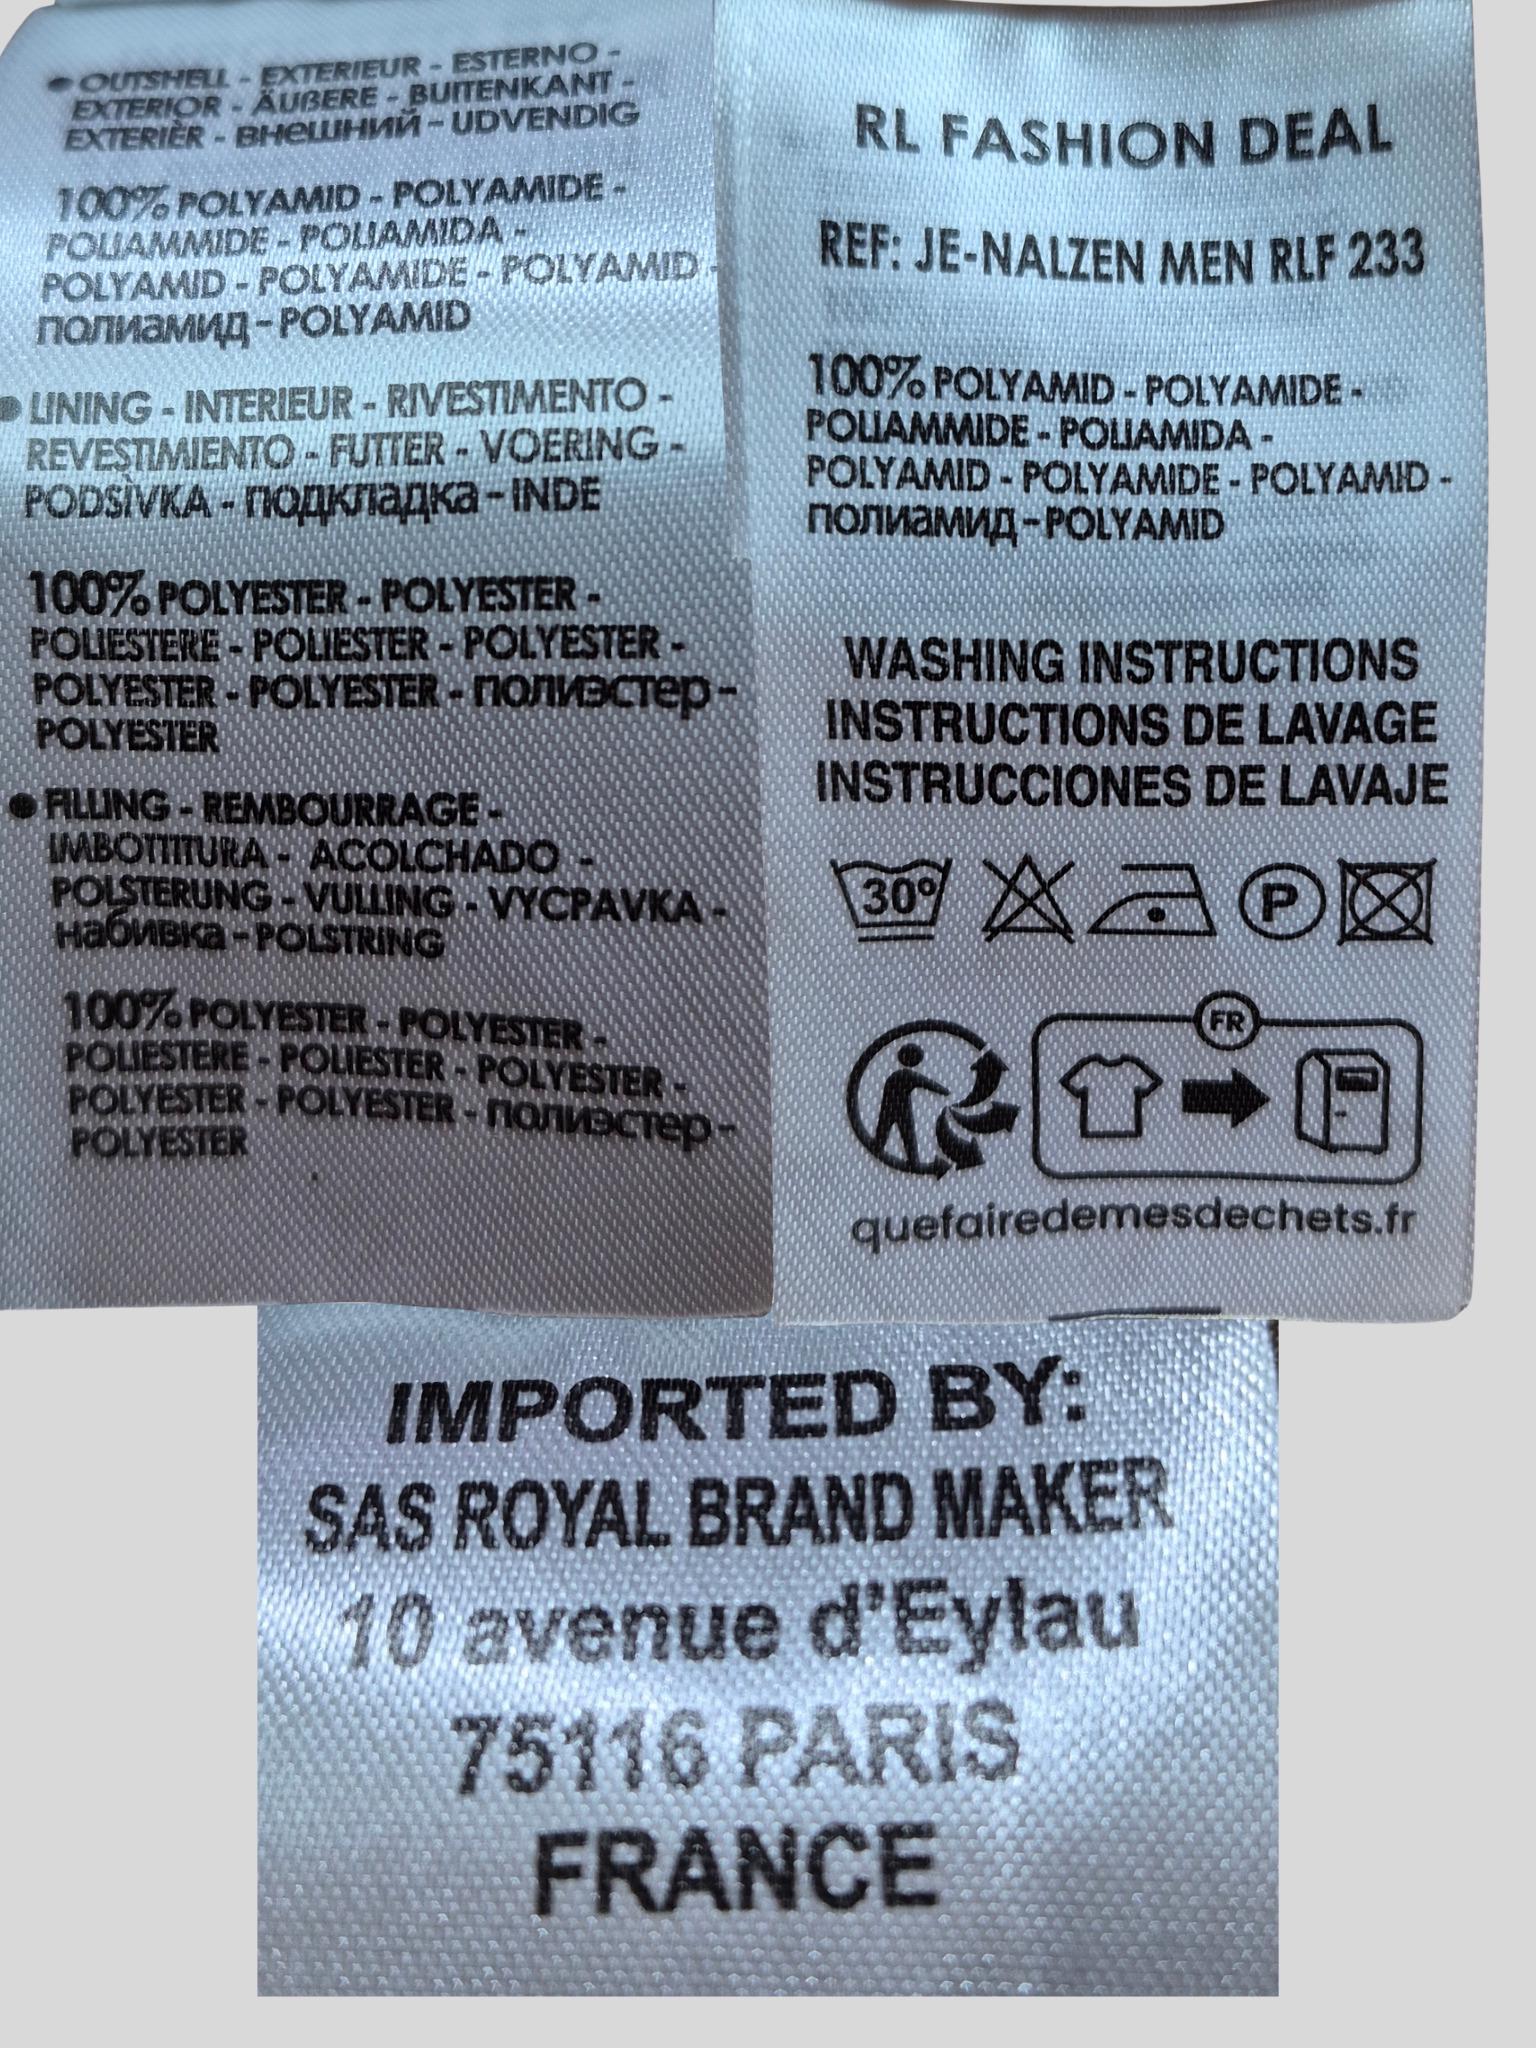 OUTSHELL - EXTERIEUR - ESTERNO -
EXTERIOR - ÄUßERE - BUITENKANT -
EXTERIÈR - ВНеШНИЙ - UDVENDIG
100% POLYAMID - POLYAMIDE -
POLIAMMIDE - POLIAMIDA -
POLYAMID - POLYAMIDE - POLYAMID -
полиамид - POLYAMID
LINING - INTERIEUR - RIVESTIMENTO -
REVESTIMIENTO - FUTTER - VOERING -
PODSÌVKA - подкладка - INDE
100% POLYESTER - POLYESTER -
POLIESTERE - POLIESTER - POLYESTER -
POLYESTER - POLYESTER - полиэстер -
POLYESTER
FILLING - REMBOURRAGE -
IMBOTTITURA - ACOLCHADO -
POLSTERUNG - VULLING - VYCPAVKA -
набивка - POLSTRING
100% POLYESTER - POLYESTER -
POLIESTERE - POLIESTER - POLYESTER -
POLYESTER - POLYESTER - полиэстер -
POLYESTER
RL FASHION DEAL
REF: JE-NALZEN MEN RLF 233
100% POLYAMID - POLYAMIDE -
POLIAMMIDE - POLIAMIDA -
POLYAMID - POLYAMIDE - POLYAMID -
полиамид - POLYAMID
WASHING INSTRUCTIONS
INSTRUCTIONS DE LAVAGE
INSTRUCCIONES DE LAVAJE
30° P
FR
quefairedemesdechets.fr
IMPORTED BY:
SAS ROYAL BRAND MAKER
10 avenue d'Eylau
75116 PARIS
FRANCE